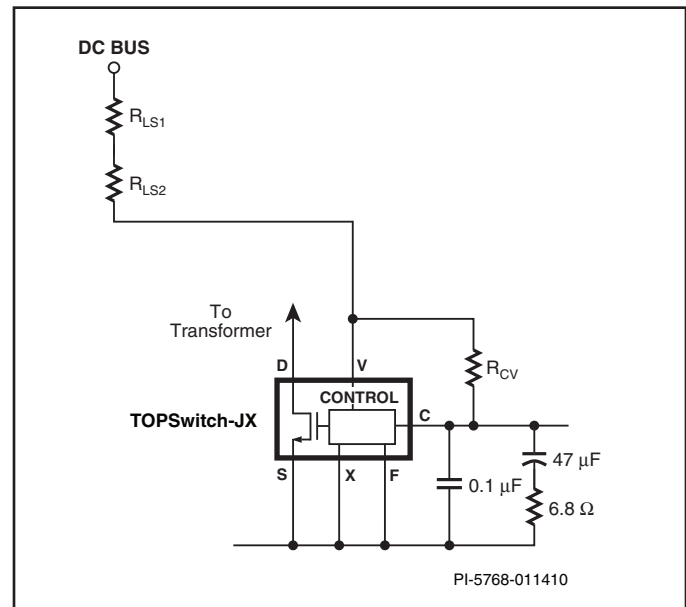 DC BUS
R_LS1
R_LS2
To
Transformer
D
V
R_CV
CONTROL
TOPSwitch-JX
C
S
X
F
0.1 μF
47 μF
6.8 Ω
PI-5768-011410